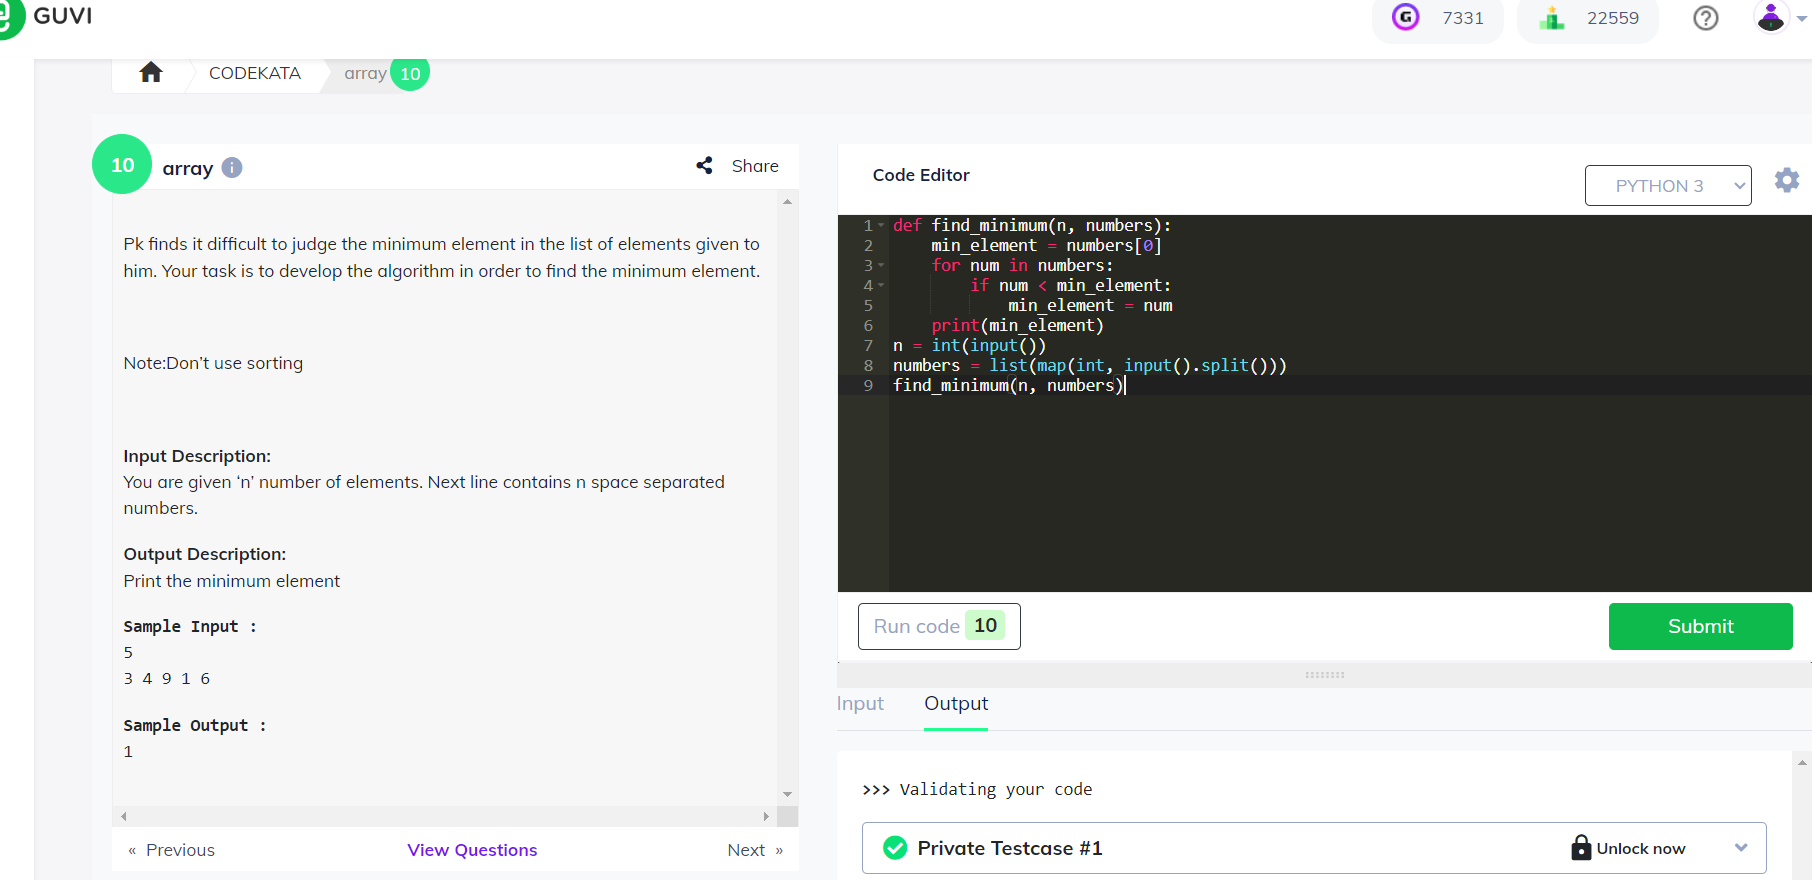 GUVI
G 7331 22559 ?
CODEKATA array 10
10 array i Share
Pk finds it difficult to judge the minimum element in the list of elements given to
him. Your task is to develop the algorithm in order to find the minimum element.
Note:Don’t use sorting
Input Description:
You are given ‘n’ number of elements. Next line contains n space separated
numbers.
Output Description:
Print the minimum element
Sample Input :
5
3 4 9 1 6
Sample Output :
1
« Previous View Questions Next »
Code Editor PYTHON 3
1 def find_minimum(n, numbers):
2 min_element = numbers[0]
3 for num in numbers:
4 if num < min_element:
5 min_element = num
6 print(min_element)
7 n = int(input())
8 numbers = list(map(int, input().split()))
9 find_minimum(n, numbers)
Run code 10 Submit
Input Output
>>> Validating your code
Private Testcase #1 Unlock now